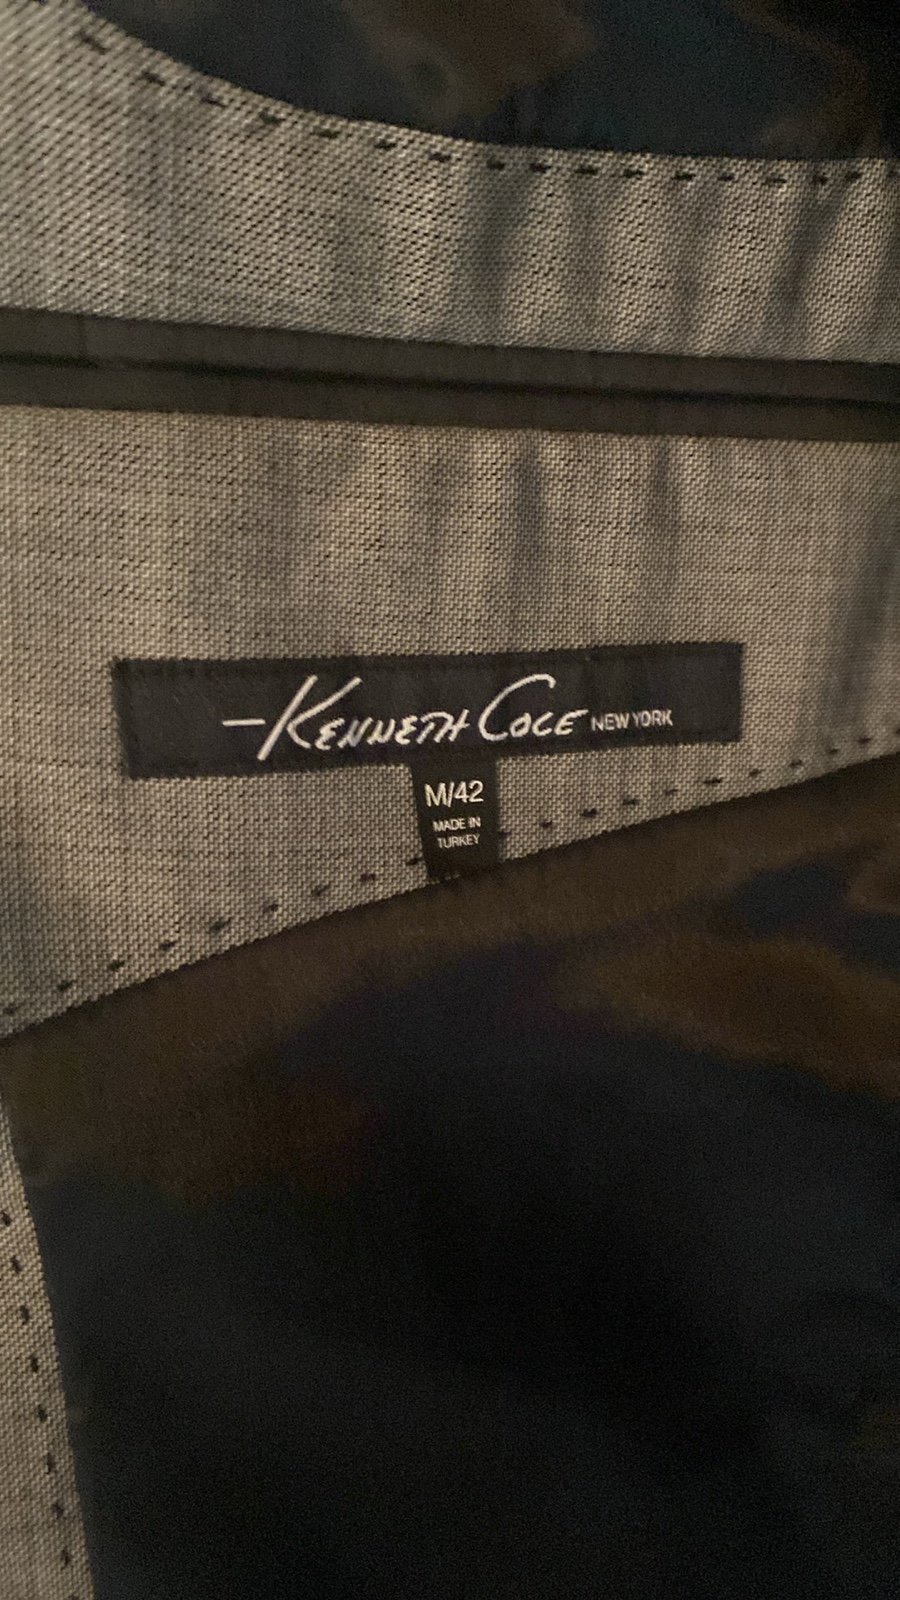 —KENNETH COLE NEW YORK
M/42
MADE IN
TURKEY